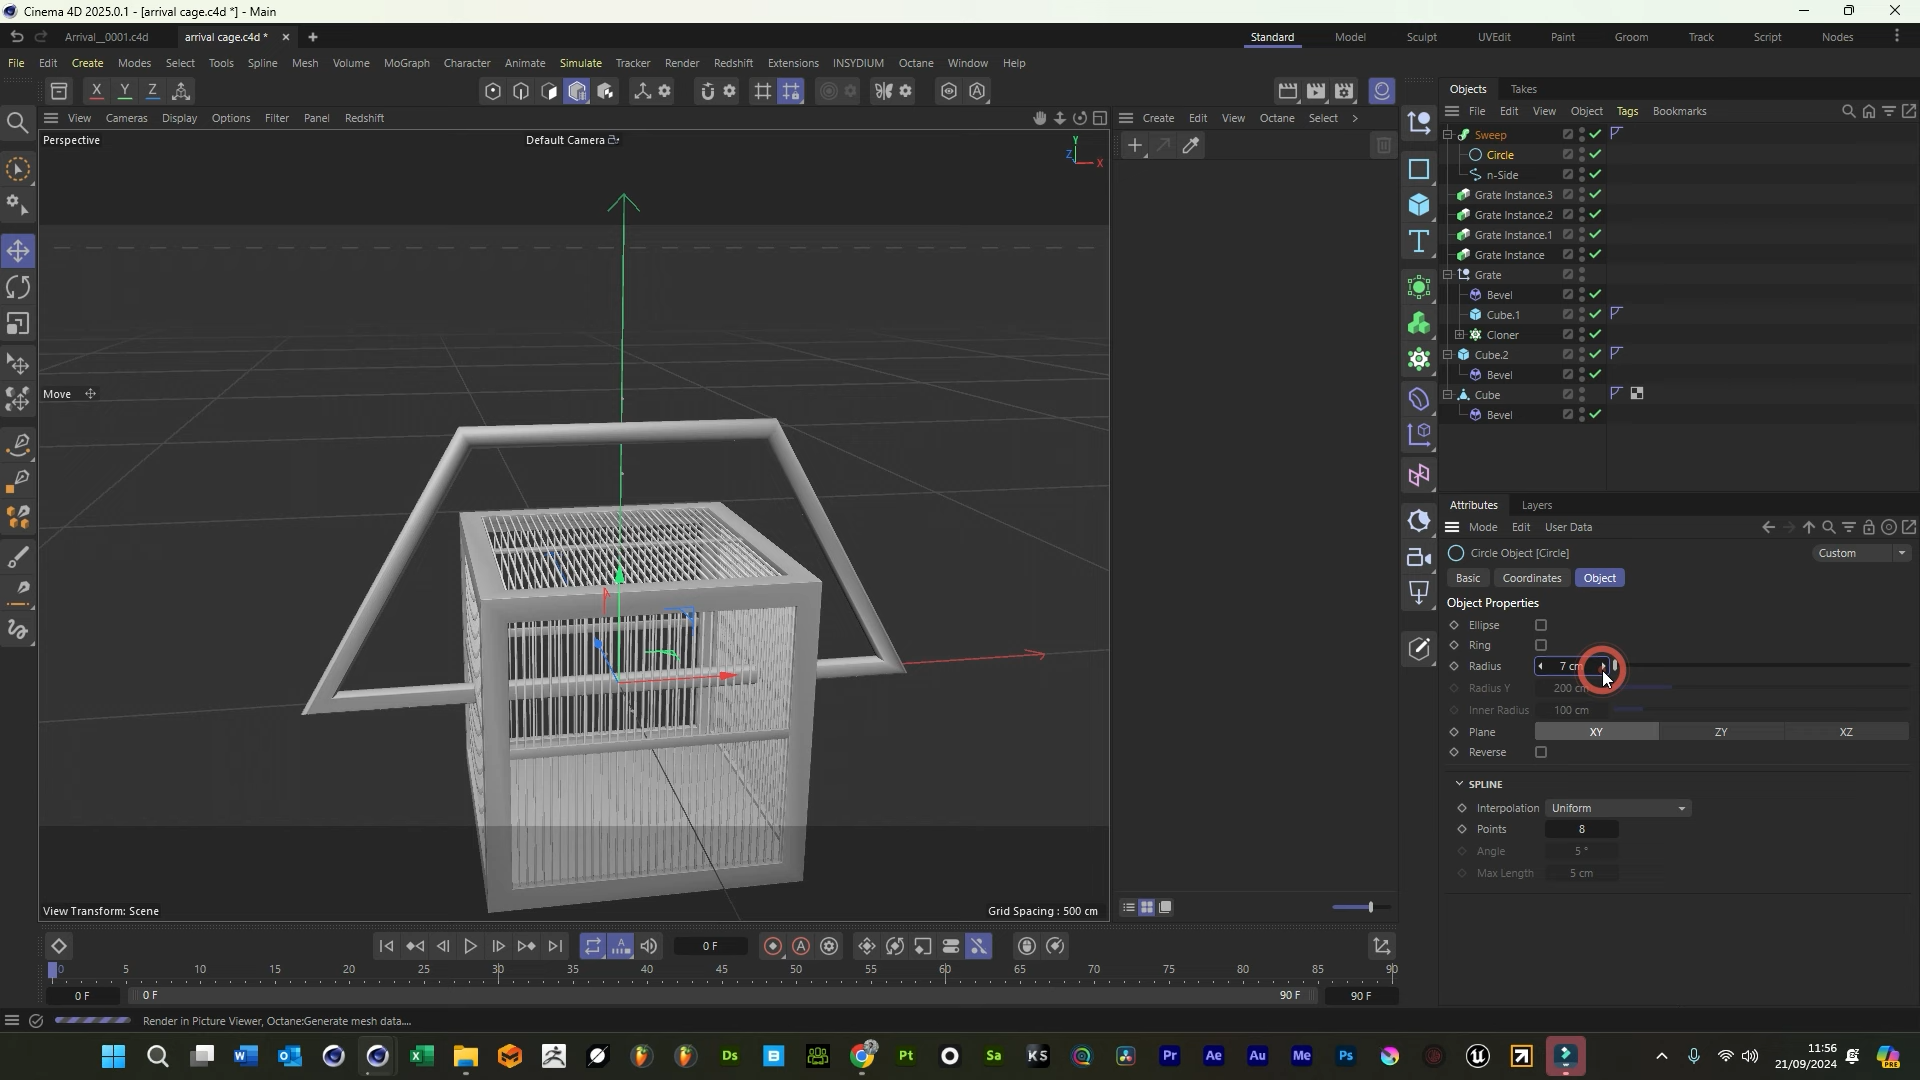 Cinema 4D 2025.0.1 - [arrival cage.c4d *] - Main
Arrival_0001.c4d
arrival cage.c4d *
Standard
Model
Sculpt
UVEdit
Paint
Groom
Track
Script
Nodes
File
Edit
Create
Modes
Select
Tools
Spline
Mesh
Volume
MoGraph
Character
Animate
Simulate
Tracker
Render
Redshift
Extensions
INSYDIUM
Octane
Window
Help
X
Y
Z
View
Cameras
Display
Options
Filter
Panel
Redshift
Create
Edit
View
Octane
Select
Perspective
Default Camera
Y
Z
X
Move
View Transform: Scene
Grid Spacing : 500 cm
Objects
Takes
File
Edit
View
Object
Tags
Bookmarks
Sweep
Circle
n-Side
Grate Instance.3
Grate Instance.2
Grate Instance.1
Grate Instance
Grate
Bevel
Cube.1
Cloner
Cube.2
Bevel
Cube
Bevel
Attributes
Layers
Mode
Edit
User Data
Circle Object [Circle]
Custom
Basic
Coordinates
Object
Object Properties
Ellipse
Ring
Radius
7 cm
Radius Y
200 cm
Inner Radius
100 cm
Plane
XY
ZY
XZ
Reverse
SPLINE
Interpolation
Uniform
Points
8
Angle
5 °
Max Length
5 cm
0 F
0
5
10
15
20
25
30
35
40
45
50
55
60
65
70
75
80
85
90
0 F
0 F
90 F
90 F
Render in Picture Viewer, Octane:Generate mesh data....
Ds
Pt
Sa
KS
Pr
Ae
Au
Me
Ps
11:56
21/09/2024